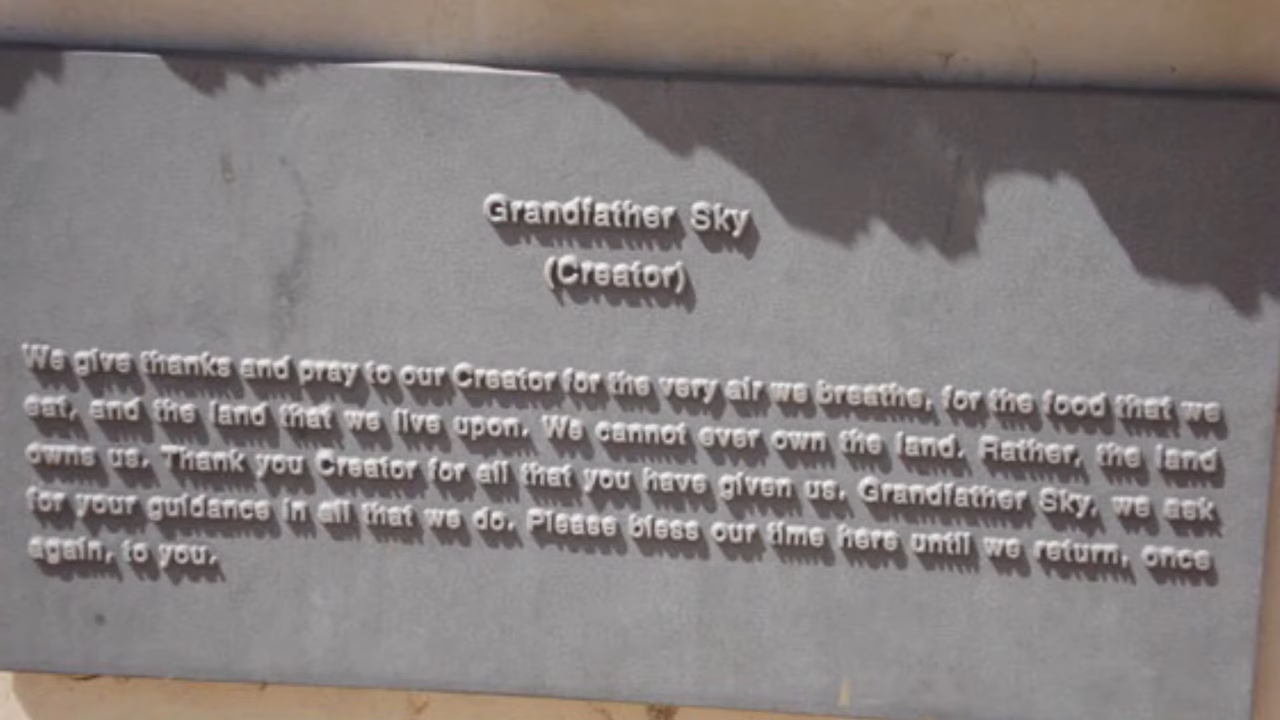 Grandfather Sky
(Creator)
We give thanks and pray to our Creator for the very air we breathe, for the food that we
eat, and the land that we live upon. We cannot ever own the land. Rather, the land
owns us. Thank you Creator for all that you have given us. Grandfather Sky, we ask
for your guidance in all that we do. Please bless our time here until we return, once
again, to you.